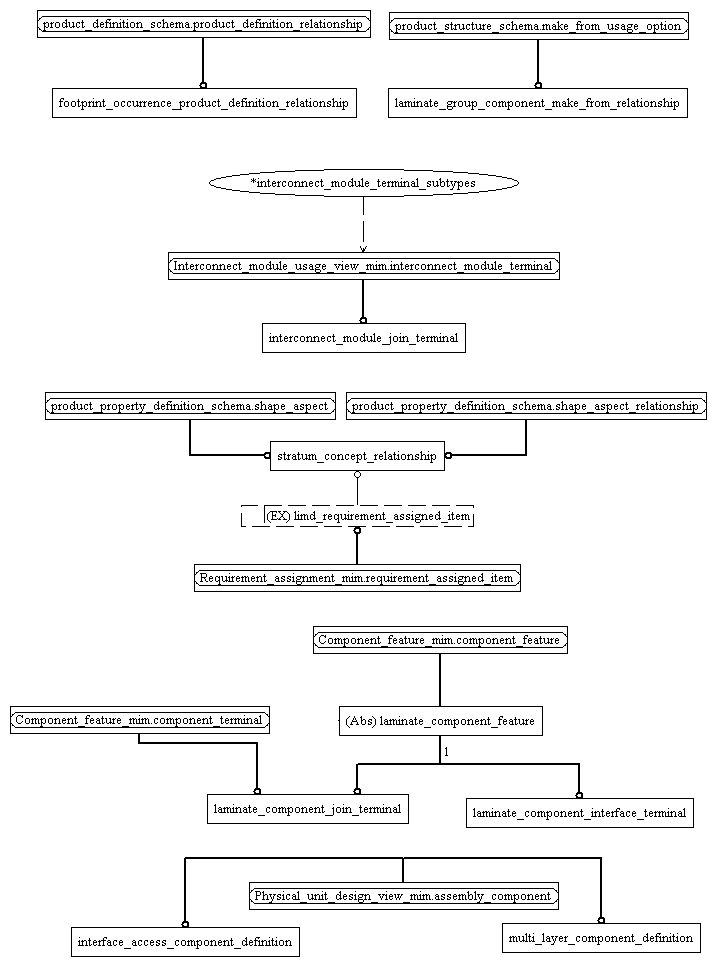 product_definition_schema.product_definition_relationship
product_structure_schema.make_from_usage_option
footprint_occurrence_product_definition_relationship
laminate_group_component_make_from_relationship
*interconnect_module_terminal_subtypes
Interconnect_module_usage_view_mim.interconnect_module_terminal
interconnect_module_join_terminal
product_property_definition_schema.shape_aspect
product_property_definition_schema.shape_aspect_relationship
stratum_concept_relationship
(EX) limd_requirement_assigned_item
Requirement_assignment_mim.requirement_assigned_item
Component_feature_mim.component_feature
Component_feature_mim.component_terminal
(Abs) laminate_component_feature
1
laminate_component_join_terminal
laminate_component_interface_terminal
Physical_unit_design_view_mim.assembly_component
interface_access_component_definition
multi_layer_component_definition